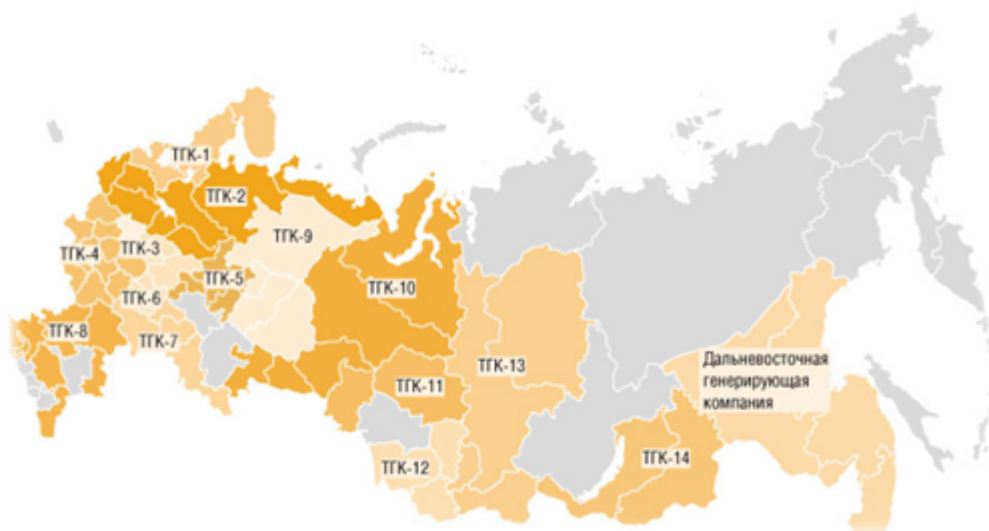 ТГК-1
ТГК-2
ТГК-9
ТГК-3
ТГК-4
ТГК-5
ТГК-10
ТГК-6
ТГК-8
ТГК-7
ТГК-13
ТГК-11
Дальневосточная
генерирующая
компания
ТГК-12
ТГК-14